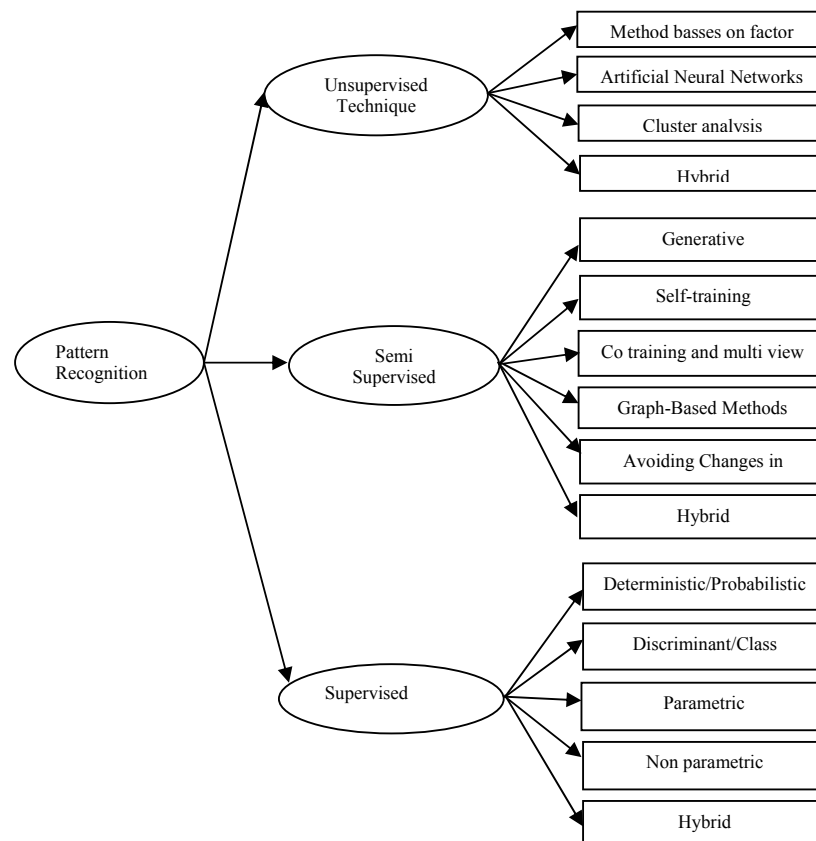 Pattern
Recognition
Unsupervised
Technique
Method basses on factor
Artificial Neural Networks
Cluster analysis
Hybrid
Semi
Supervised
Generative
Self-training
Co training and multi view
Graph-Based Methods
Avoiding Changes in
Hybrid
Supervised
Deterministic/Probabilistic
Discriminant/Class
Parametric
Non parametric
Hybrid